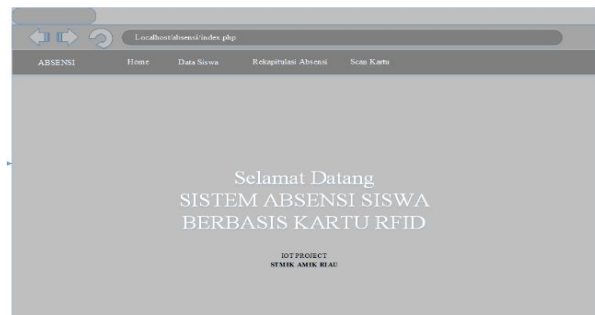 Localhost/absensi/index.php
ABSENSI Home Data Siswa Rekapitulasi Absensi Scan Kartu
Selamat Datang
SISTEM ABSENSI SISWA
BERBASIS KARTU RFID
IOT PROJECT
STMIK AMIK RIAU